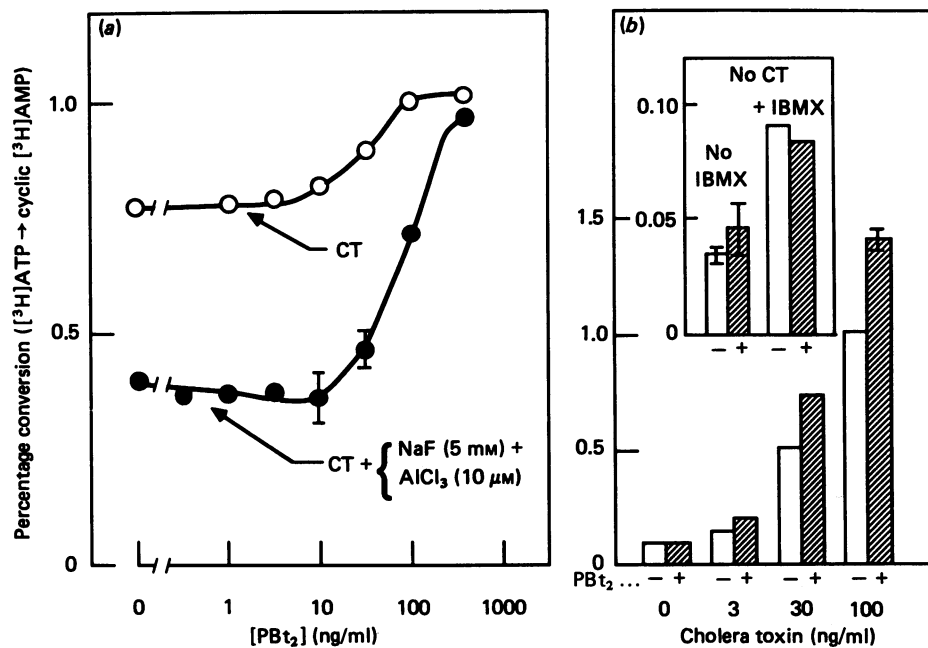 (a)
1.0
0.5
0
Percentage conversion ([³H]ATP → cyclic [³H]AMP)
CT
CT + { NaF (5 mM) +
AlCl₃ (10 μM)
0 1 10 100 1000
[PBt₂] (ng/ml)
(b)
No CT
0.10
+ IBMX
No
IBMX
0.05
0
− + − +
1.5
1.0
0.5
0
PBt₂ ... − + − + − + − +
0 3 30 100
Cholera toxin (ng/ml)